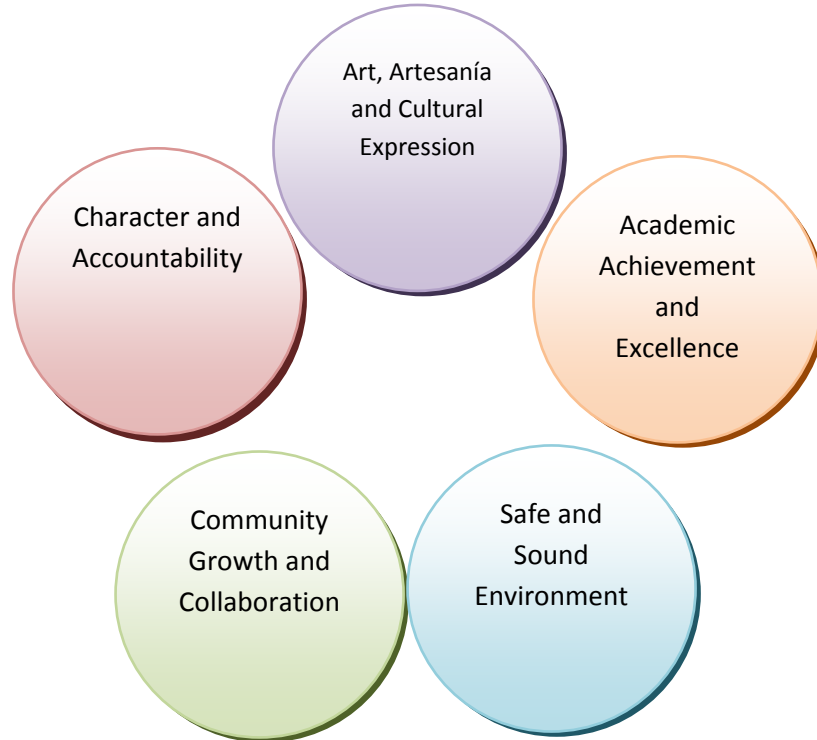 Art, Artesanía
and Cultural
Expression
Character and
Accountability
Academic
Achievement
and
Excellence
Community
Growth and
Collaboration
Safe and
Sound
Environment